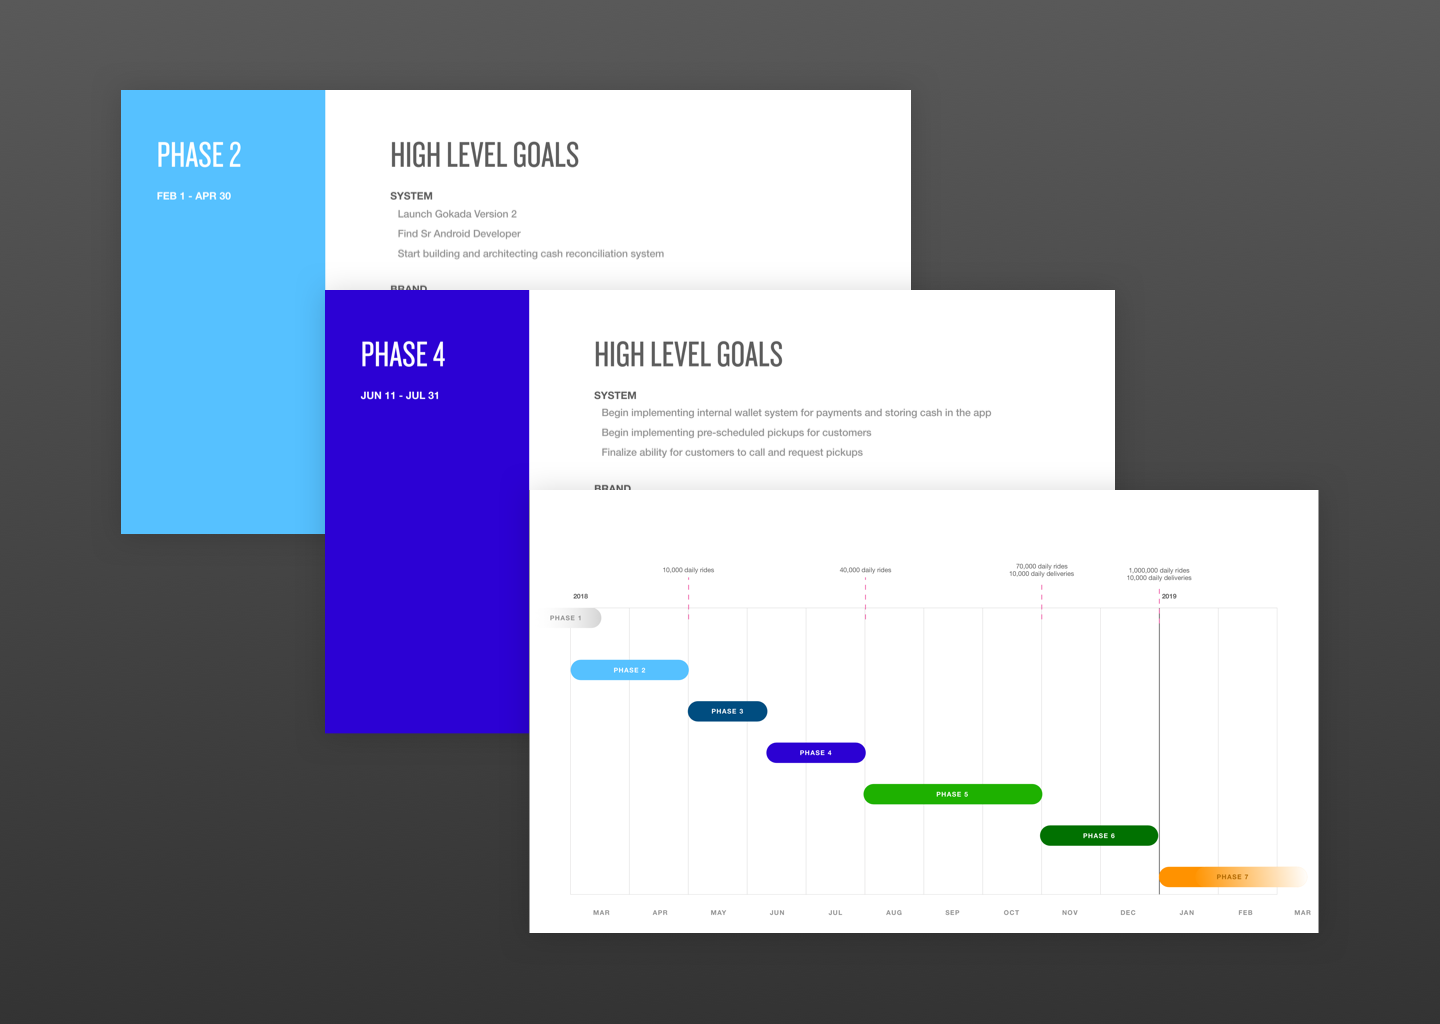 PHASE 2
FEB 1 - APR 30
HIGH LEVEL GOALS
SYSTEM
Launch Gokada Version 2
Find Sr Android Developer
Start building and architecting cash reconciliation system
BRAND
PHASE 4
JUN 11 - JUL 31
HIGH LEVEL GOALS
SYSTEM
Begin implementing internal wallet system for payments and storing cash in the app
Begin implementing pre-scheduled pickups for customers
Finalize ability for customers to call and request pickups
BRAND
10,000 daily rides
40,000 daily rides
70,000 daily rides
10,000 daily deliveries
1,000,000 daily rides
10,000 daily deliveries
2018
2019
PHASE 1
PHASE 2
PHASE 3
PHASE 4
PHASE 5
PHASE 6
PHASE 7
MAR APR MAY JUN JUL AUG SEP OCT NOV DEC JAN FEB MAR